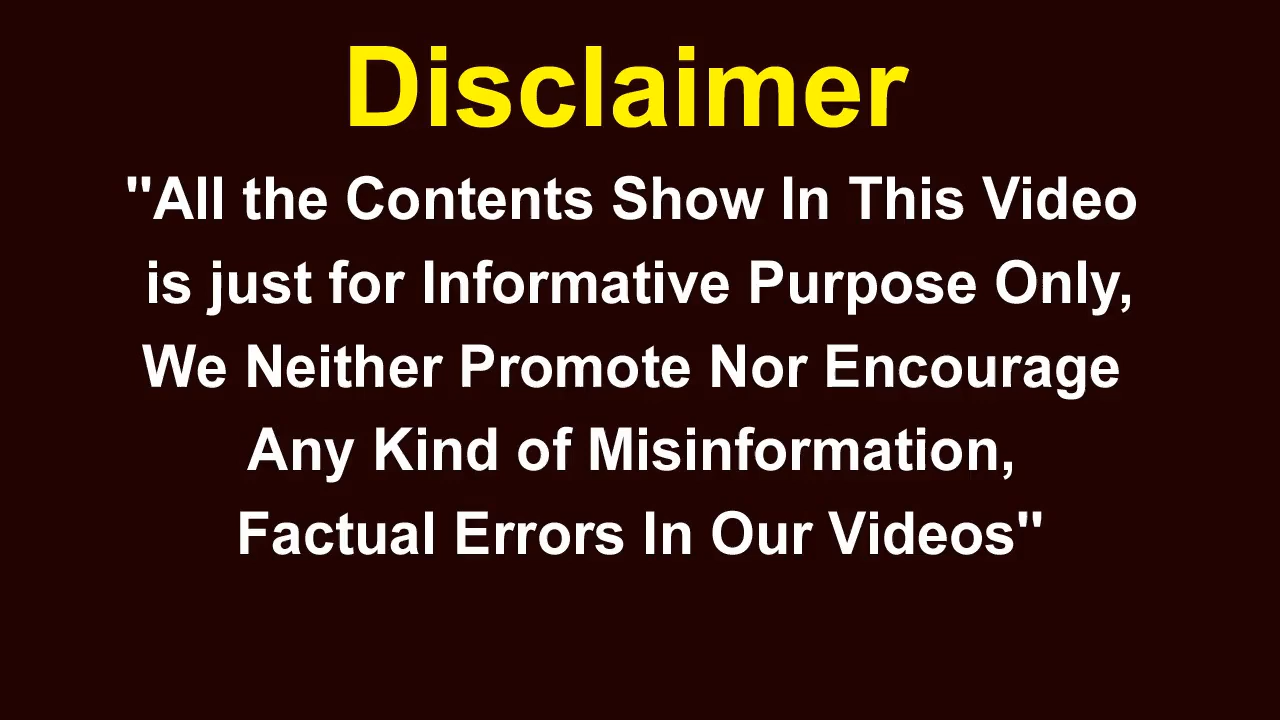 Disclaimer
"All the Contents Show In This Video
is just for Informative Purpose Only,
We Neither Promote Nor Encourage
Any Kind of Misinformation,
Factual Errors In Our Videos"